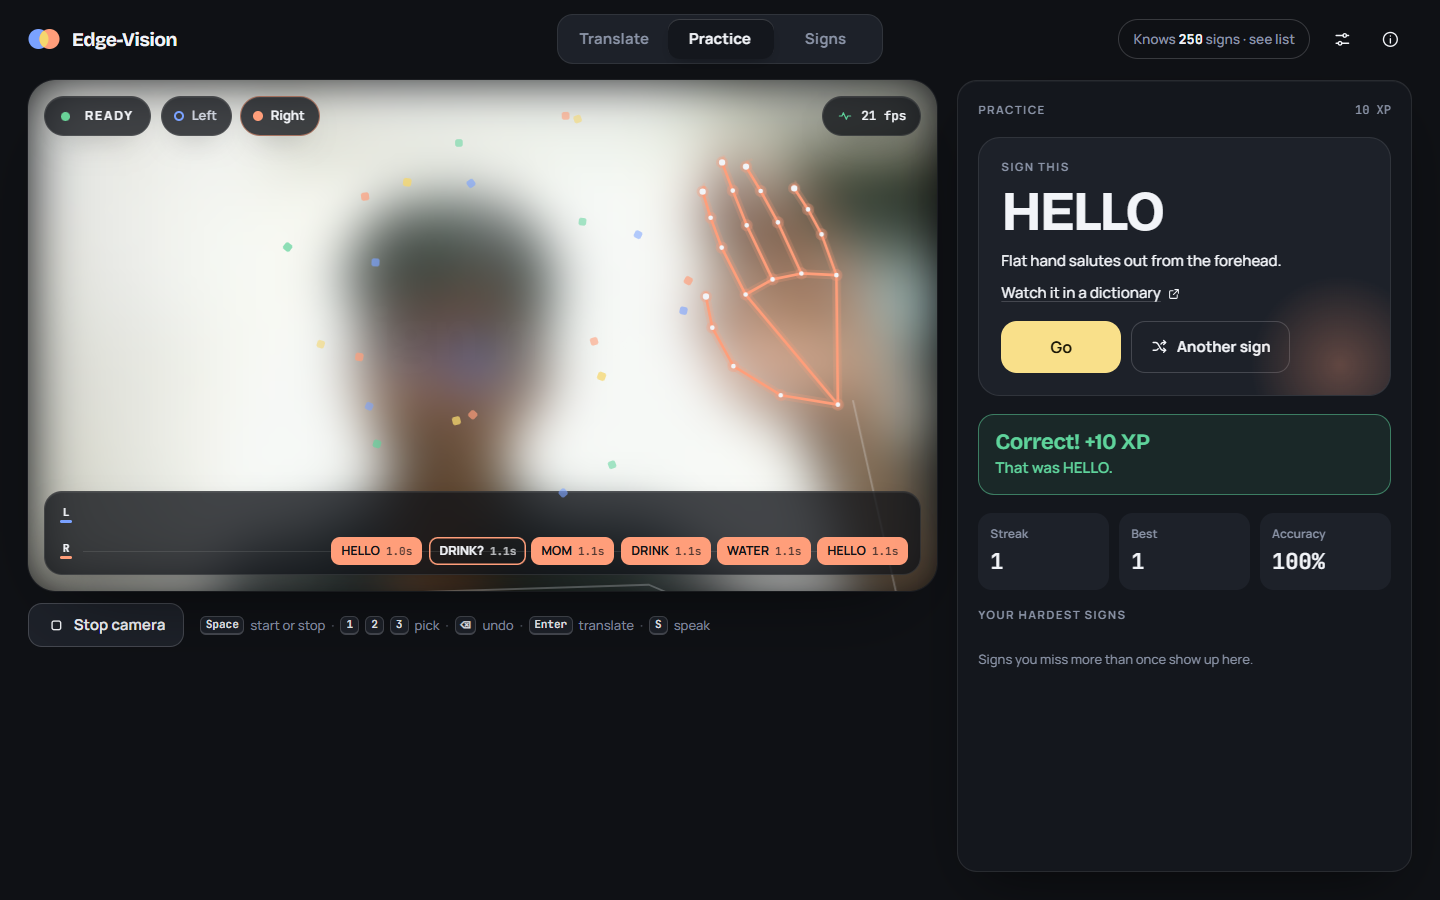 Edge-Vision
Translate
Practice
Signs
Knows 250 signs · see list
READY
Left
Right
21 fps
L
R
HELLO 1.0s
DRINK? 1.1s
MOM 1.1s
DRINK 1.1s
WATER 1.1s
HELLO 1.1s
Stop camera
Space start or stop · 1 2 3 pick · ⌫ undo · Enter translate · S speak
PRACTICE
10 XP
SIGN THIS
HELLO
Flat hand salutes out from the forehead.
Watch it in a dictionary
Go
Another sign
Correct! +10 XP
That was HELLO.
Streak
1
Best
1
Accuracy
100%
YOUR HARDEST SIGNS
Signs you miss more than once show up here.